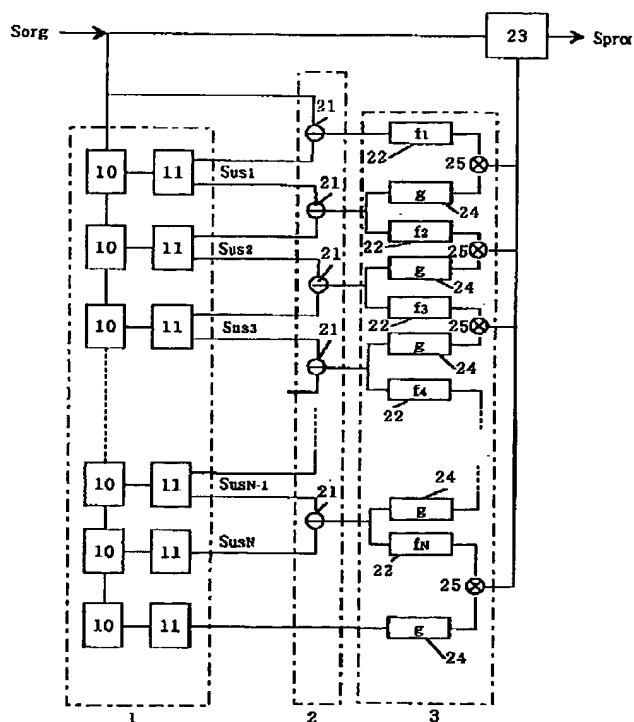 Sorg 23 Sproc
21
f1
22 25
10 11 Sus1
21 g
24
22 f2
10 11 Sus2 25
21 g
24
f3
10 11 Sus3 22 25
21 g
24
f4
22
24
10 11 SusN-1 21 g
fN
10 11 SusN 22
25
10 11 g
24
1 2 3